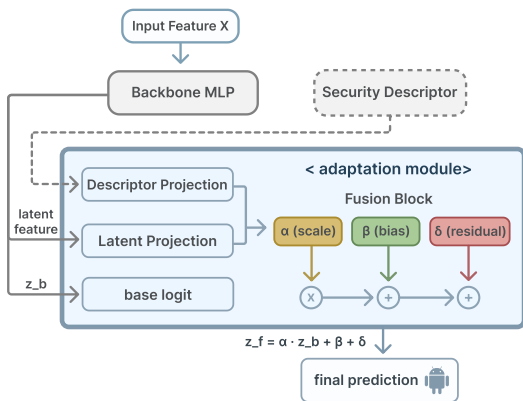 Input Feature X
Backbone MLP
Security Descriptor
< adaptation module>
Descriptor Projection
Fusion Block
latent
feature
Latent Projection
α (scale)
β (bias)
δ (residual)
z_b
base logit
X
+
+
z_f = α · z_b + β + δ
final prediction